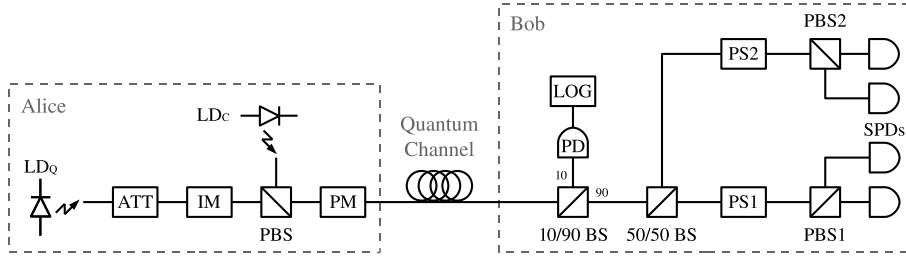 Bob
PBS2
PS2
Alice
LDC
LOG
Quantum
Channel
PD
SPDs
LDQ
10
90
ATT
IM
PM
PS1
PBS
10/90 BS
50/50 BS
PBS1